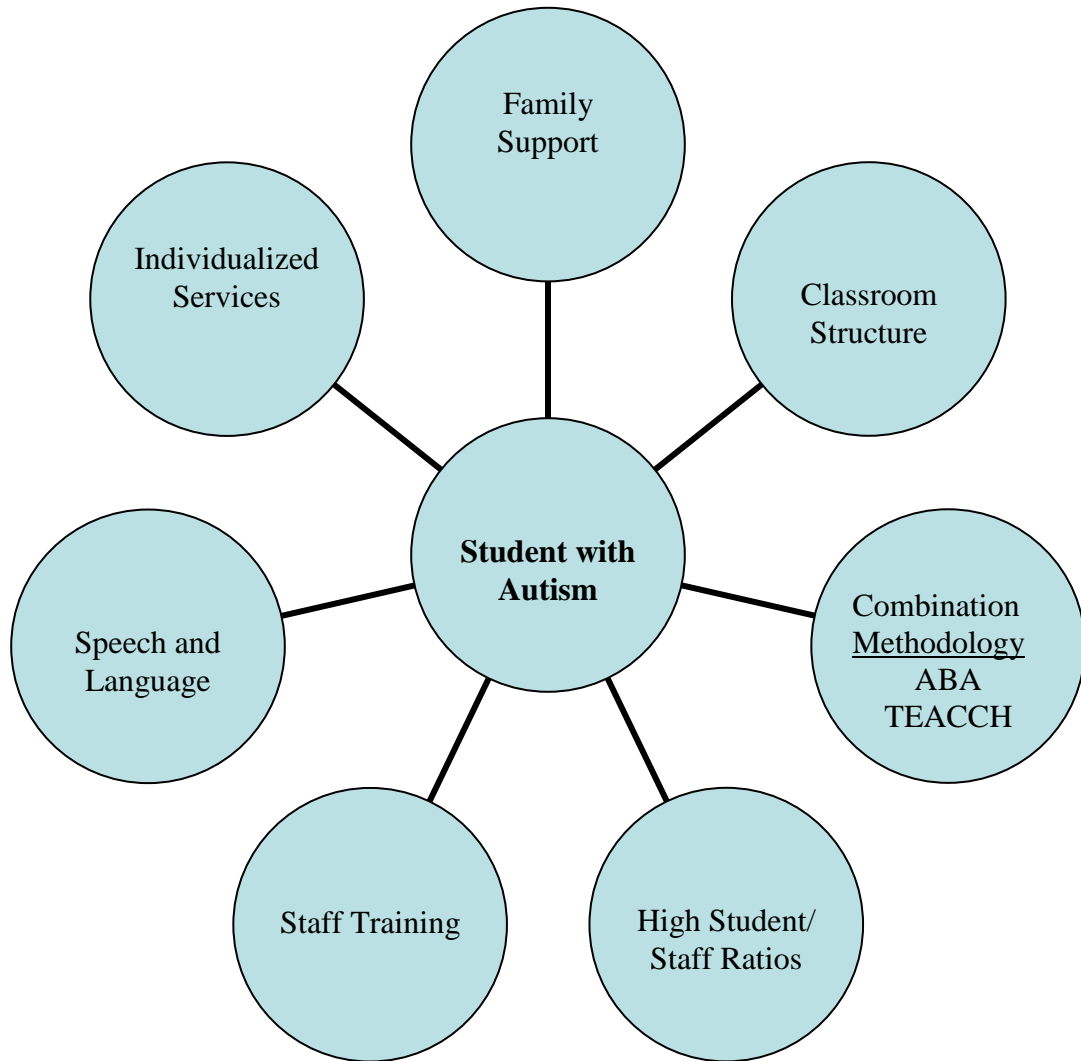 Family
Support
Individualized
Services
Classroom
Structure
Student with
Autism
Combination
Methodology
ABA
TEACCH
Speech and
Language
Staff Training
High Student/
Staff Ratios